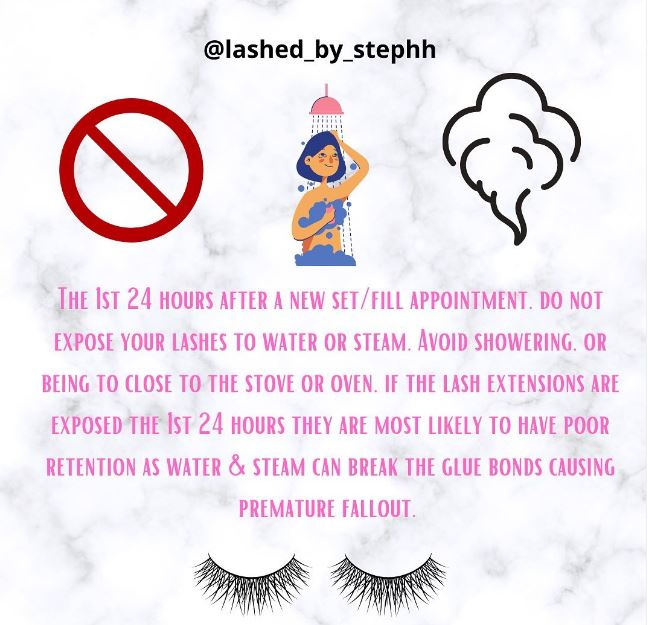 @lashed_by_stephh
The 1st 24 hours after a new set/fill appointment. do not
expose your lashes to water or steam. Avoid showering. or
being to close to the stove or oven. if the lash extensions are
exposed the 1st 24 hours they are most likely to have poor
retention as water & steam can break the glue bonds causing
premature fallout.